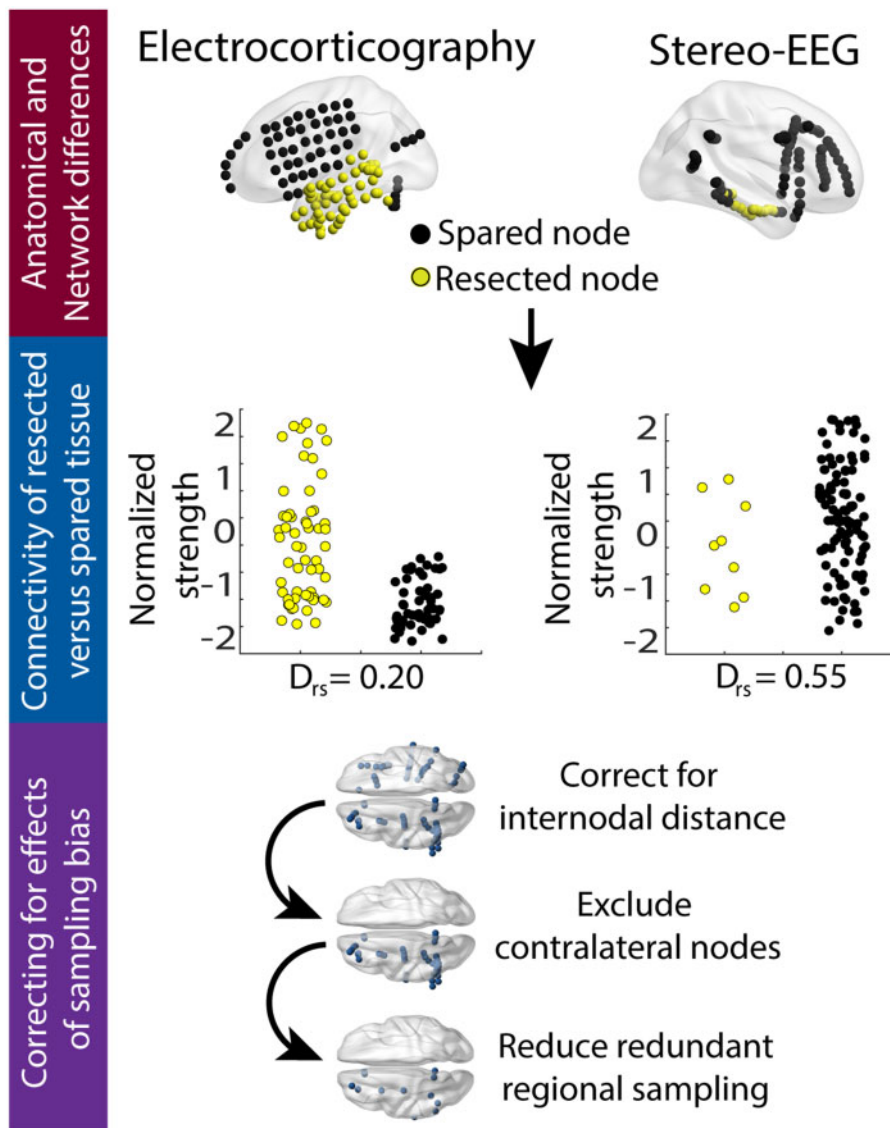 Anatomical and
Network differences
Electrocorticography
Stereo-EEG
Spared node
Resected node
Connectivity of resected
versus spared tissue
Normalized
strength
2
1
0
-1
-2
D_rs = 0.20
Normalized
strength
2
1
0
-1
-2
D_rs = 0.55
Correcting for effects
of sampling bias
Correct for
internodal distance
Exclude
contralateral nodes
Reduce redundant
regional sampling